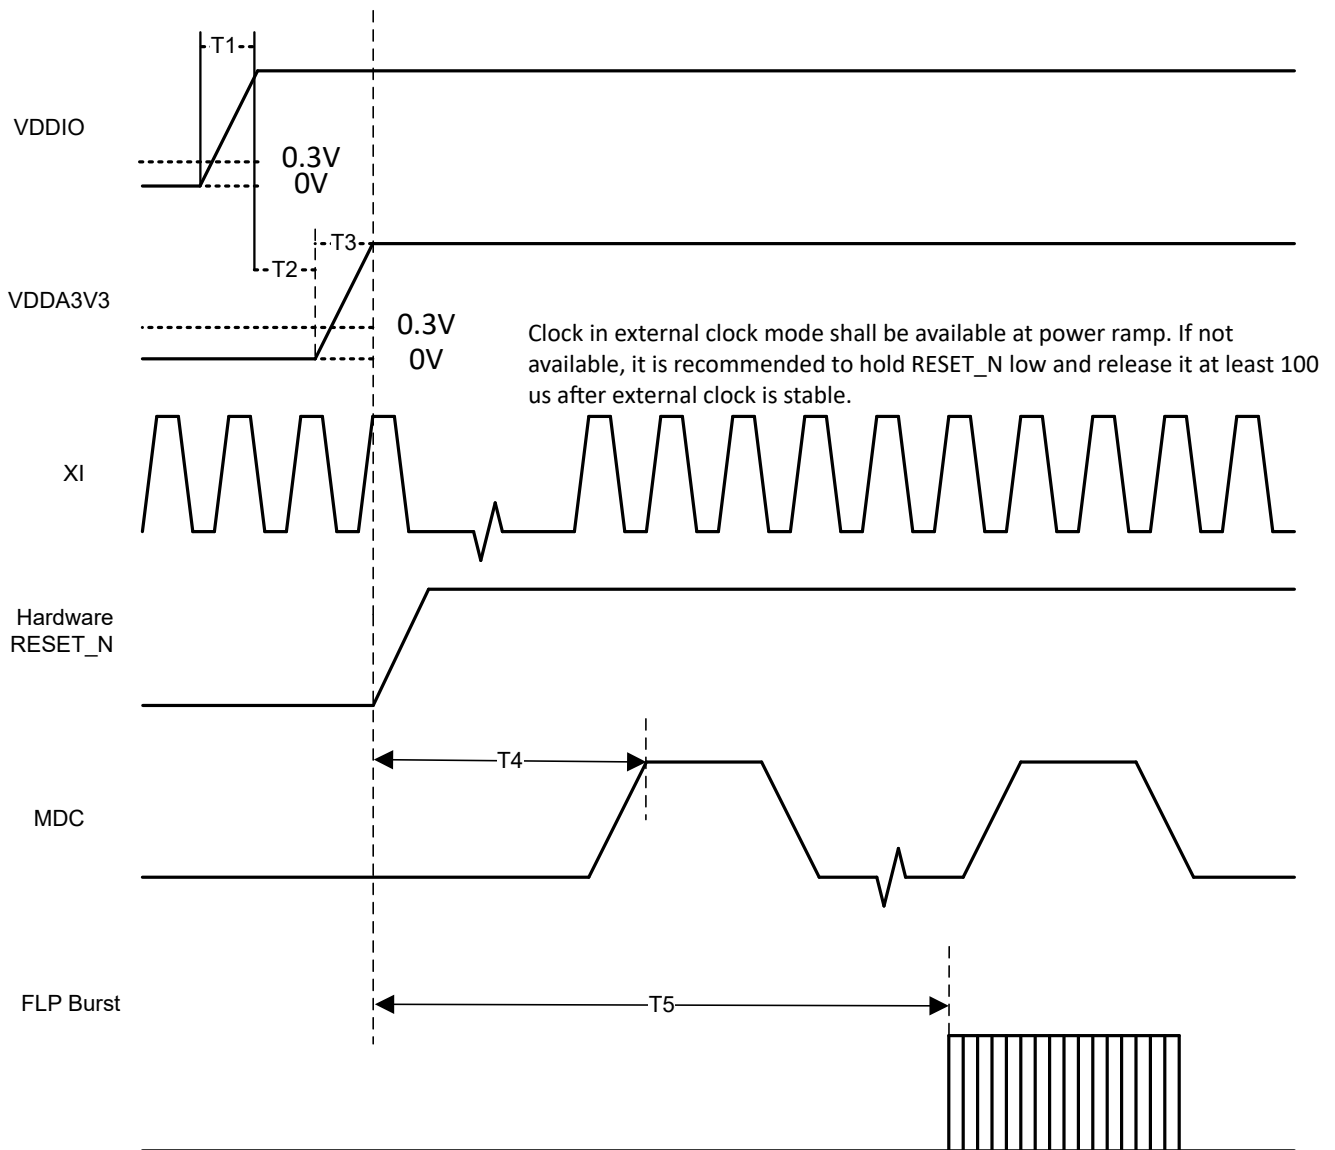 T1
VDDIO
0.3V
0V
T3
T2
VDDA3V3
0.3V
0V
Clock in external clock mode shall be available at power ramp. If not
available, it is recommended to hold RESET_N low and release it at least 100
us after external clock is stable.
XI
Hardware
RESET_N
T4
MDC
FLP Burst
T5